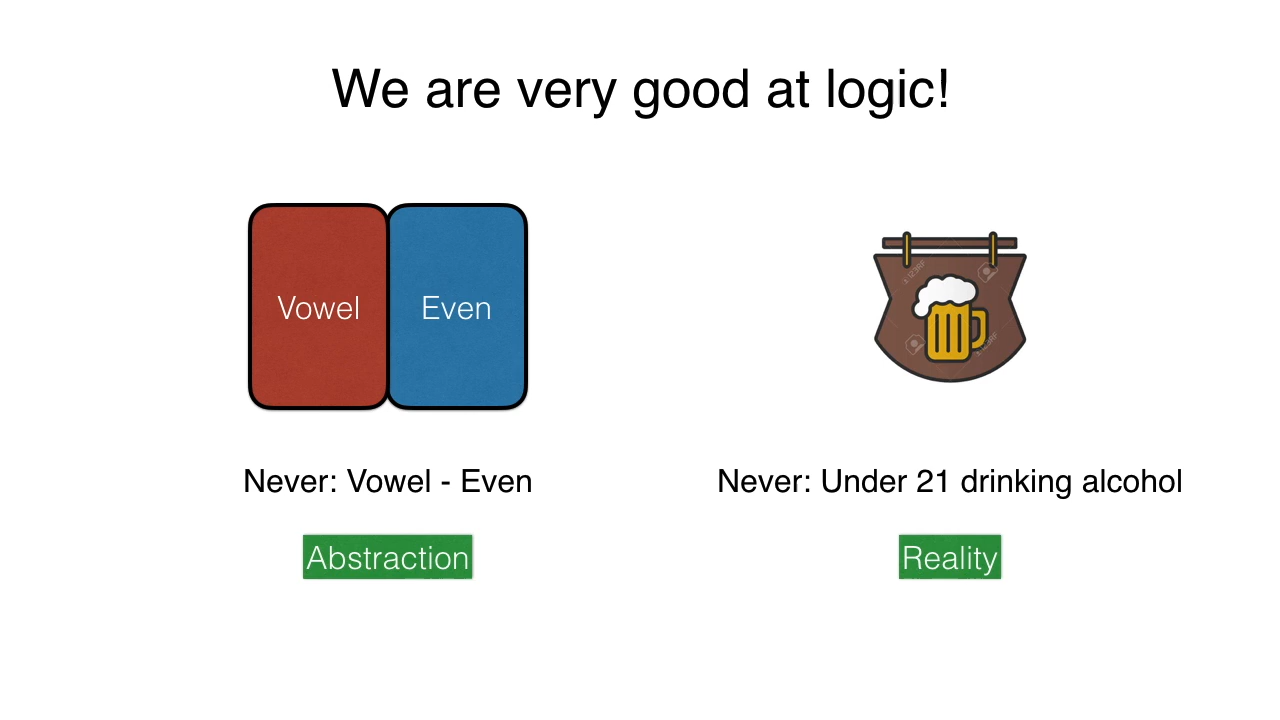 We are very good at logic!
Vowel
Even
Never: Vowel - Even
Never: Under 21 drinking alcohol
Abstraction
Reality